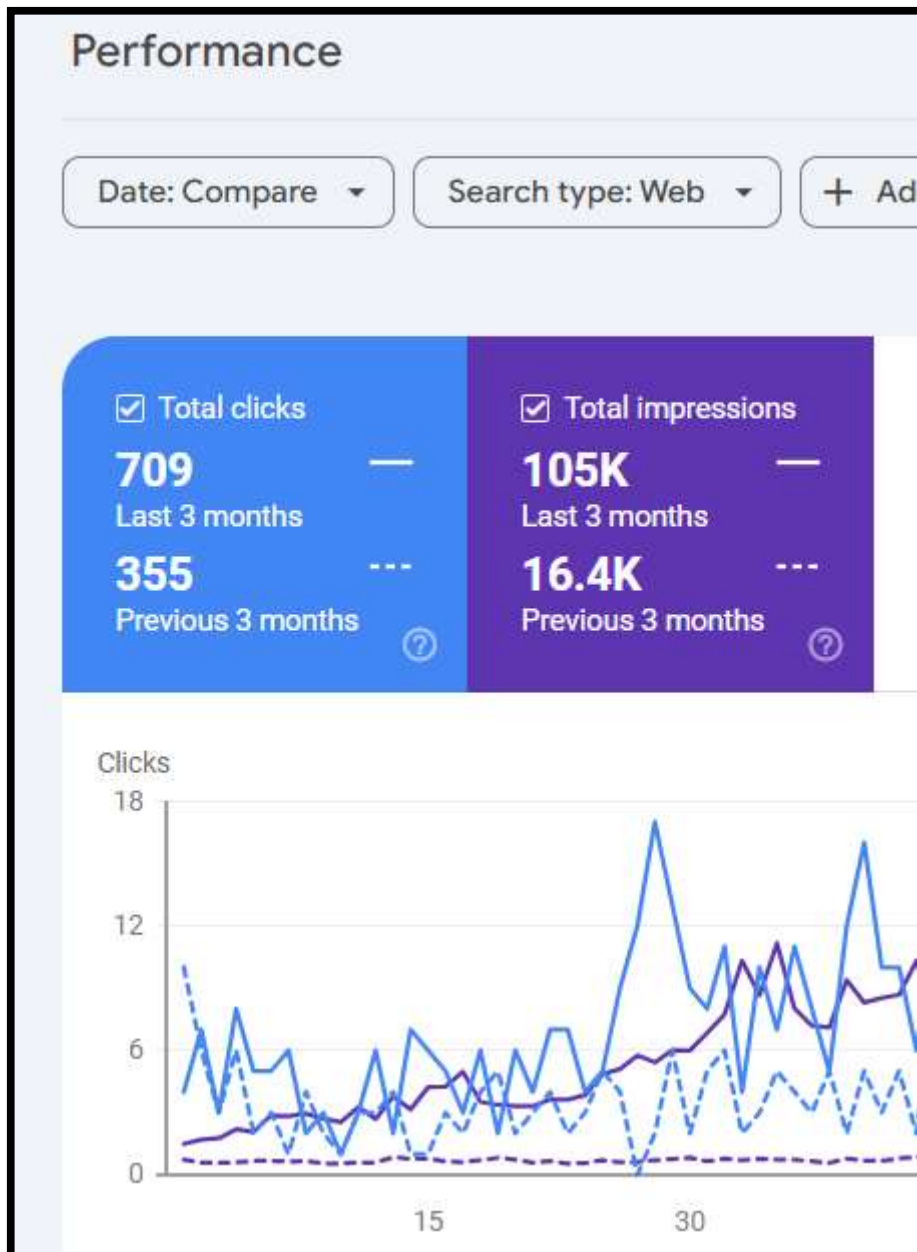 Performance
Date: Compare
Search type: Web
+ Ad
Total clicks
709
Last 3 months
355
Previous 3 months
?
Total impressions
105K
Last 3 months
16.4K
Previous 3 months
?
Clicks
18
12
6
0
15
30